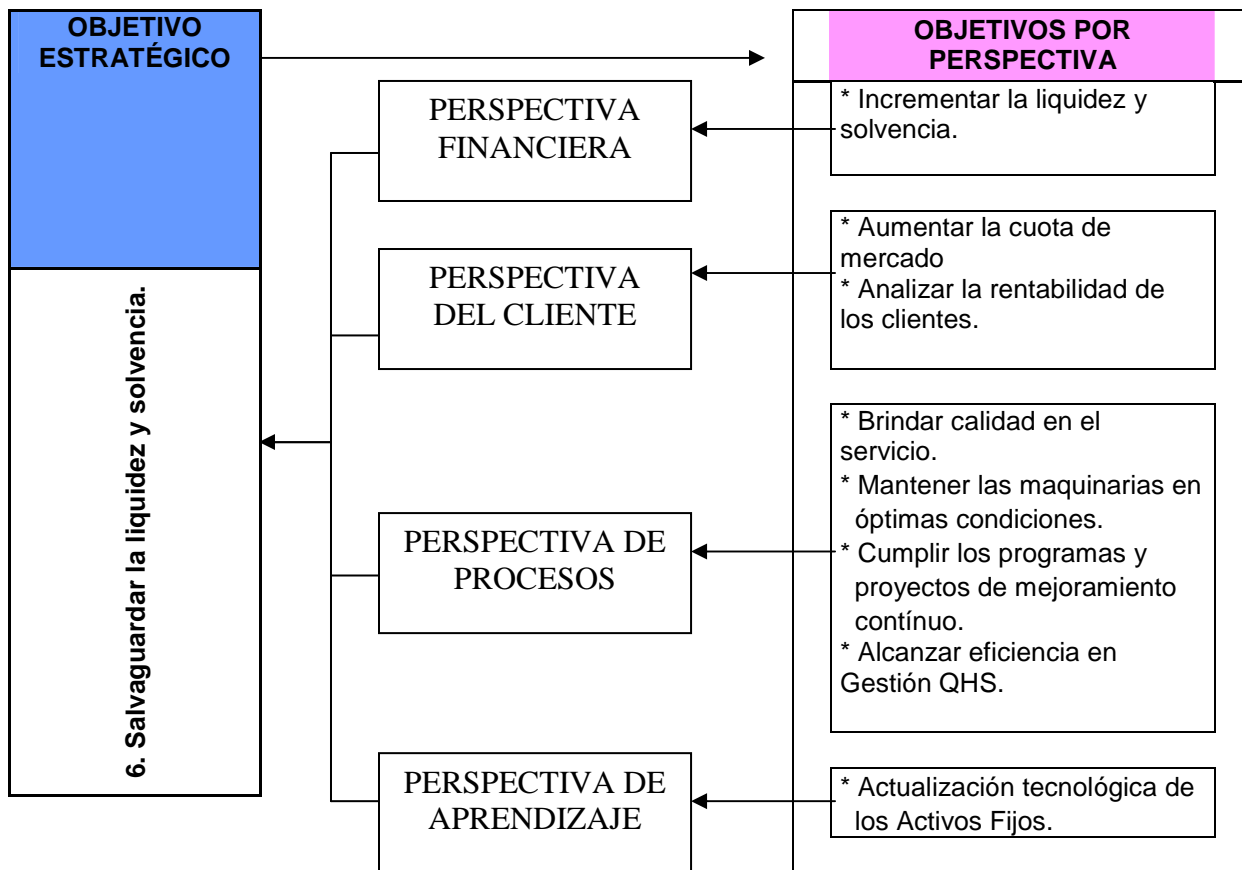 OBJETIVO
ESTRATÉGICO
OBJETIVOS POR
PERSPECTIVA
6. Salvaguardar la liquidez y solvencia.
PERSPECTIVA
FINANCIERA
* Incrementar la liquidez y
solvencia.
PERSPECTIVA
DEL CLIENTE
* Aumentar la cuota de
mercado
* Analizar la rentabilidad de
los clientes.
PERSPECTIVA DE
PROCESOS
* Brindar calidad en el
servicio.
* Mantener las maquinarias en
óptimas condiciones.
* Cumplir los programas y
proyectos de mejoramiento
contínuo.
* Alcanzar eficiencia en
Gestión QHS.
PERSPECTIVA DE
APRENDIZAJE
* Actualización tecnológica de
los Activos Fijos.